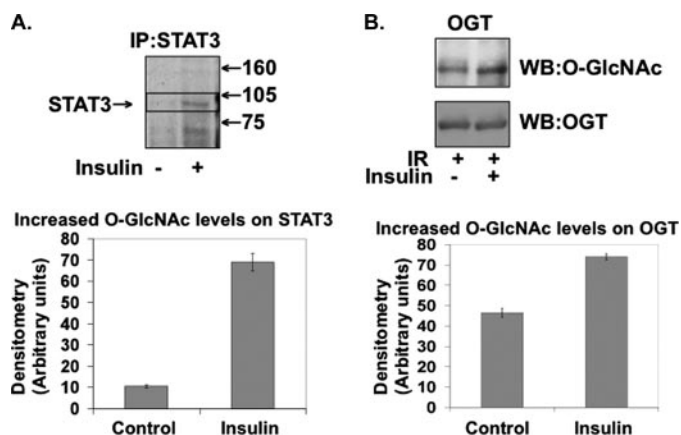 A.
IP:STAT3
←160
←105
STAT3→
←75
Insulin - +
Increased O-GlcNAc levels on STAT3
Densitometry
(Arbitrary units)
80
70
60
50
40
30
20
10
0
Control Insulin
B.
OGT
WB:O-GlcNAc
WB:OGT
IR + +
Insulin - +
Increased O-GlcNAc levels on OGT
Densitometry
(Arbitrary units)
80
70
60
50
40
30
20
10
0
Control Insulin